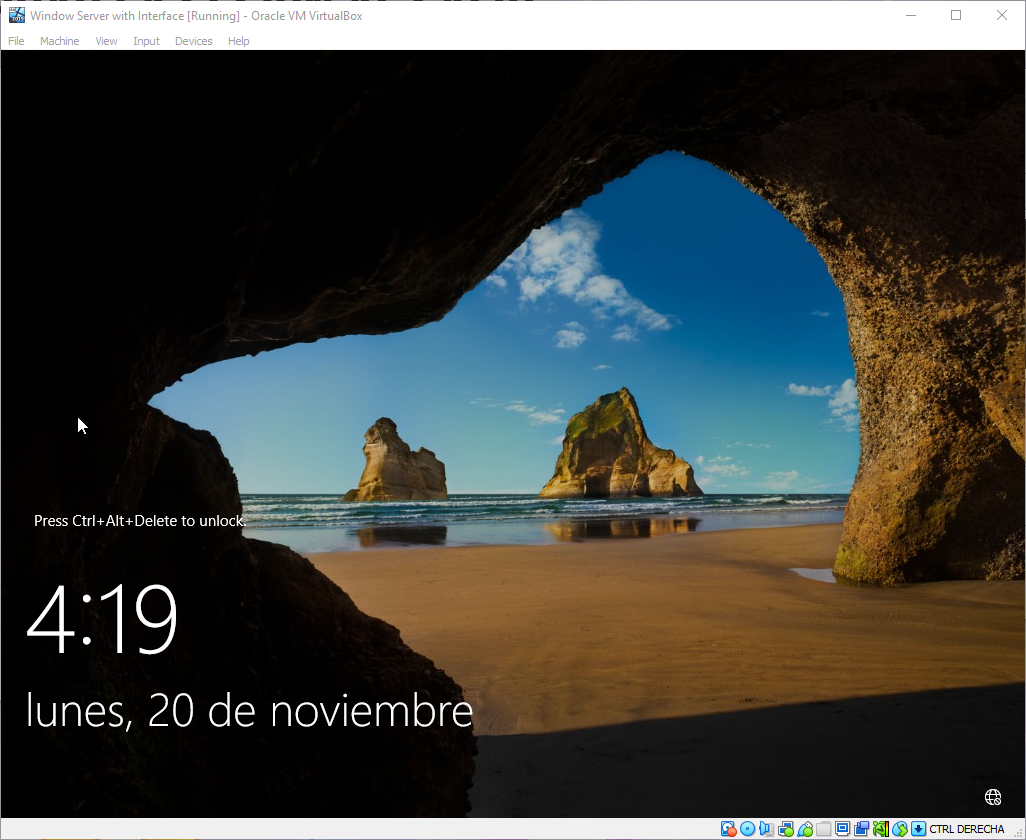 Window Server with Interface [Running] - Oracle VM VirtualBox
File Machine View Input Devices Help
Press Ctrl+Alt+Delete to unlock.
4:19
lunes, 20 de noviembre
CTRL DERECHA